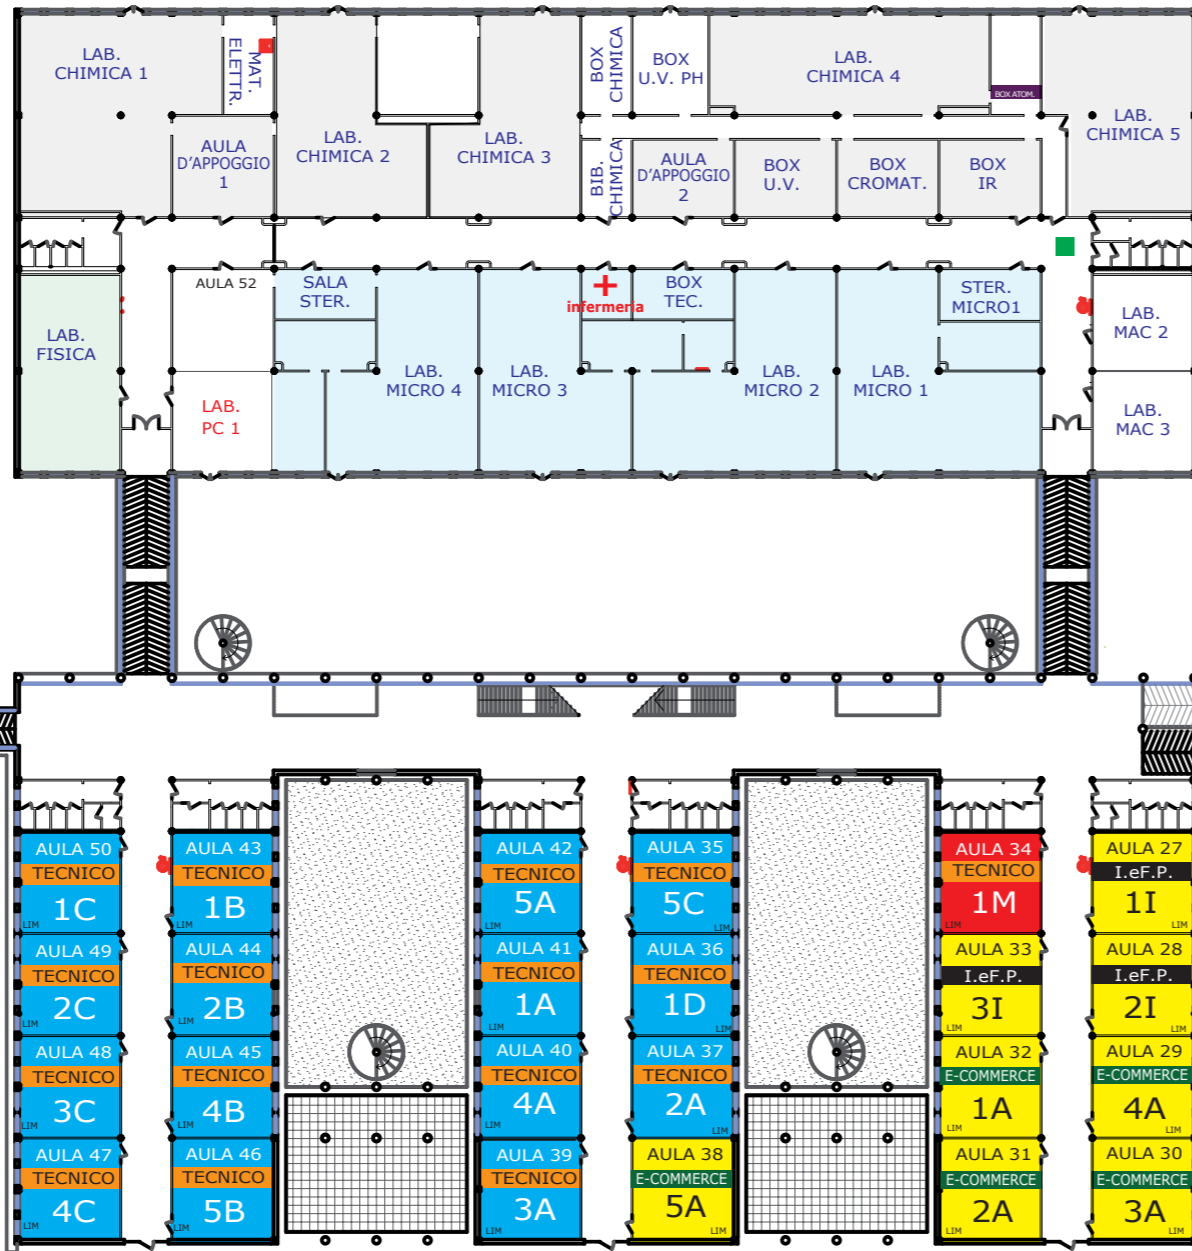 LAB.
CHIMICA 1
MAT.
ELETTR.
AULA
D'APPOGGIO
1
LAB.
CHIMICA 2
LAB.
CHIMICA 3
BOX
CHIMICA
BIB.
CHIMICA
BOX
U.V. PH
AULA
D'APPOGGIO
2
LAB.
CHIMICA 4
BOX ATOM.
BOX
U.V.
BOX
CROMAT.
BOX
IR
LAB.
CHIMICA 5
LAB.
FISICA
AULA 52
LAB.
PC 1
SALA
STER.
LAB.
MICRO 4
LAB.
MICRO 3
infermeria
BOX
TEC.
LAB.
MICRO 2
LAB.
MICRO 1
STER.
MICRO1
LAB.
MAC 2
LAB.
MAC 3
AULA 50
TECNICO
1C
LIM
AULA 49
TECNICO
2C
LIM
AULA 48
TECNICO
3C
LIM
AULA 47
TECNICO
4C
LIM
AULA 43
TECNICO
1B
LIM
AULA 44
TECNICO
2B
LIM
AULA 45
TECNICO
4B
LIM
AULA 46
TECNICO
5B
LIM
AULA 42
TECNICO
5A
LIM
AULA 41
TECNICO
1A
LIM
AULA 40
TECNICO
4A
LIM
AULA 39
TECNICO
3A
LIM
AULA 35
TECNICO
5C
LIM
AULA 36
TECNICO
1D
LIM
AULA 37
TECNICO
2A
LIM
AULA 38
E-COMMERCE
5A
LIM
AULA 34
TECNICO
1M
LIM
AULA 33
I.eF.P.
3I
LIM
AULA 32
E-COMMERCE
1A
LIM
AULA 31
E-COMMERCE
2A
LIM
AULA 27
I.eF.P.
1I
LIM
AULA 28
I.eF.P.
2I
LIM
AULA 29
E-COMMERCE
4A
LIM
AULA 30
E-COMMERCE
3A
LIM